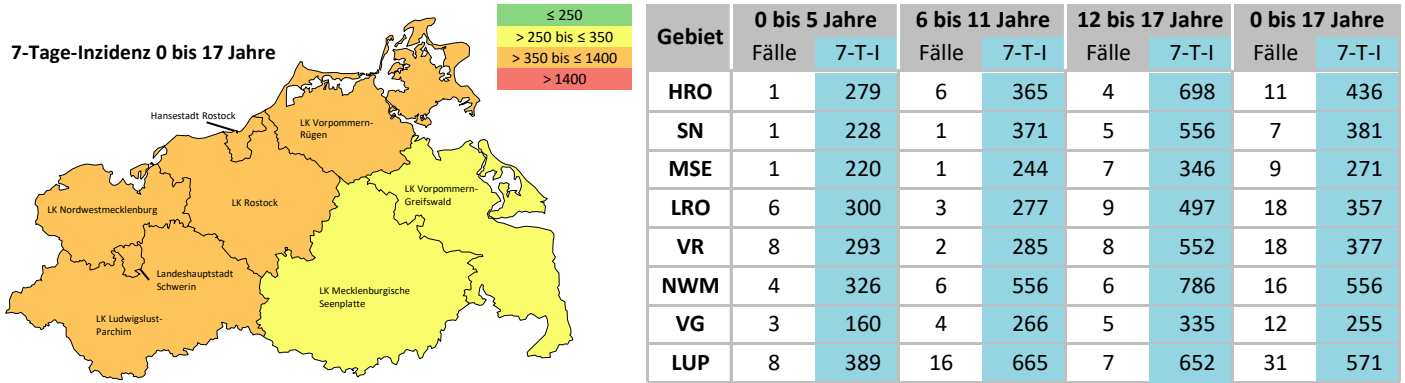 7-Tage-Inzidenz 0 bis 17 Jahre
≤ 250
> 250 bis ≤ 350
> 350 bis ≤ 1400
> 1400
Hansestadt Rostock
LK Vorpommern-
Rügen
LK Vorpommern-
Greifswald
LK Nordwestmecklenburg
LK Rostock
Landeshauptstadt
Schwerin
LK Mecklenburgische
Seenplatte
LK Ludwigslust-
Parchim
Gebiet 0 bis 5 Jahre 6 bis 11 Jahre 12 bis 17 Jahre 0 bis 17 Jahre
Fälle 7-T-I Fälle 7-T-I Fälle 7-T-I Fälle 7-T-I
HRO 1 279 6 365 4 698 11 436
SN 1 228 1 371 5 556 7 381
MSE 1 220 1 244 7 346 9 271
LRO 6 300 3 277 9 497 18 357
VR 8 293 2 285 8 552 18 377
NWM 4 326 6 556 6 786 16 556
VG 3 160 4 266 5 335 12 255
LUP 8 389 16 665 7 652 31 571